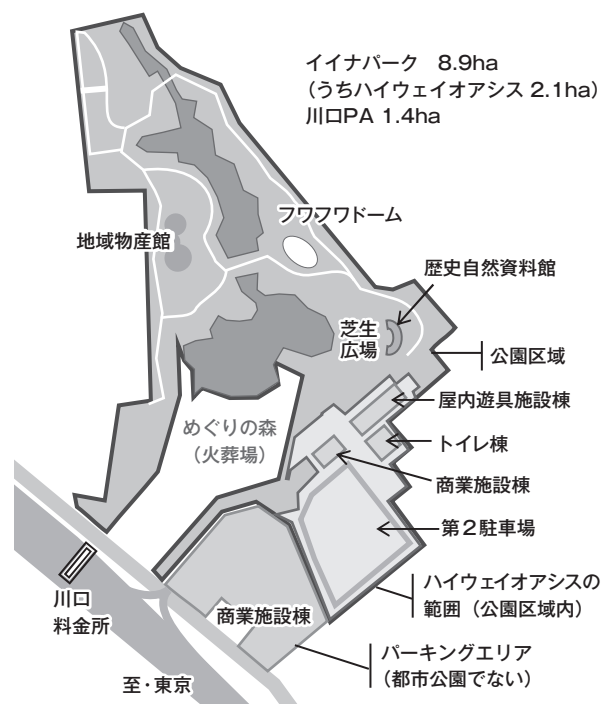 イイナパーク　8.9ha
（うちハイウェイオアシス 2.1ha）
川口PA 1.4ha
フワフワドーム
地域物産館
歴史自然資料館
芝生
広場
公園区域
屋内遊具施設棟
めぐりの森
（火葬場）
トイレ棟
商業施設棟
第２駐車場
ハイウェイオアシスの
範囲（公園区域内）
川口
料金所
商業施設棟
パーキングエリア
（都市公園でない）
至・東京